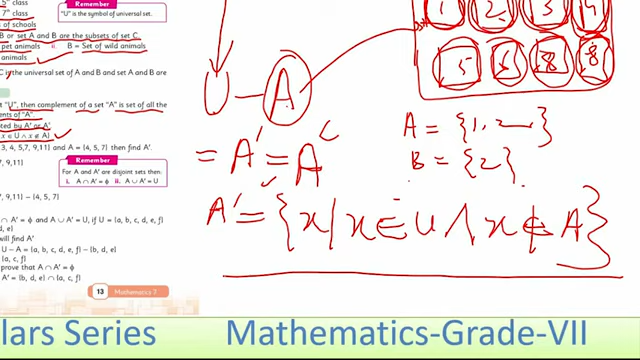 5th class
7th class
of schools
B or set A and B are the subsets of set C.
pet animals ii. B = Set of wild animals
animals
C is the universal set of A and B and set A and B are
Remember
"U" is the symbol of universal set.
set "U", then complement of a set "A" is set of all the
ents of "A".
ted by A' or Aᶜ
x ∈ U ∧ x ∉ A}
3, 4, 5,7, 9,11} and A = {4, 5, 7} then find A'.
Remember
For A and A' are disjoint sets then:
i. A ∩ A' = ϕ ii. A ∪ A' = U
7, 9,11}
7, 9,11} – {4, 5, 7}
∩ A' = ϕ and A ∪ A' = U, if U = {a, b, c, d, e, f}
d, e}
will find A'
U – A = {a, b, c, d, e, f} – {b, d, e}
{a, c, f}
prove that A ∩ A' = ϕ
A' = {b, d, e} ∩ {a, c, f}
13 Mathematics 7
1 2 3 4
5 6 8 8
U – A
= A' = Aᶜ
A = {1, 2 }
B = {2}
A' = {x / x ∈ U ∧ x ∉ A}
lars Series Mathematics-Grade-VII